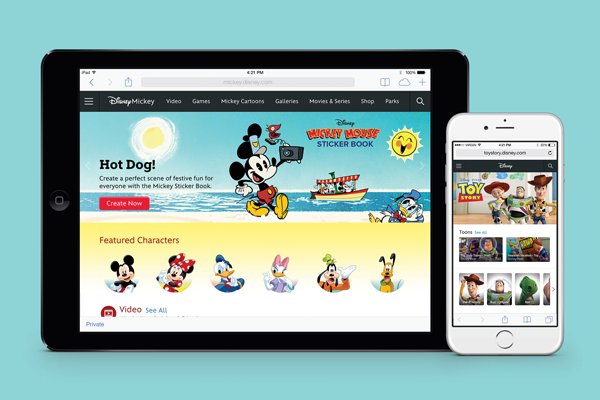 iPad
4:21 PM
100%
mickey.disney.com
Disney Mickey
Video
Games
Mickey Cartoons
Galleries
Movies & Series
Shop
Parks
Disney
MICKEY MOUSE
STICKER BOOK
Hot Dog!
Create a perfect scene of festive fun for
everyone with the Mickey Sticker Book.
Create Now
Featured Characters
Video See All
Private
4:21 PM
toystory.disney.com
Disney
TOY
STORY
Toons See All